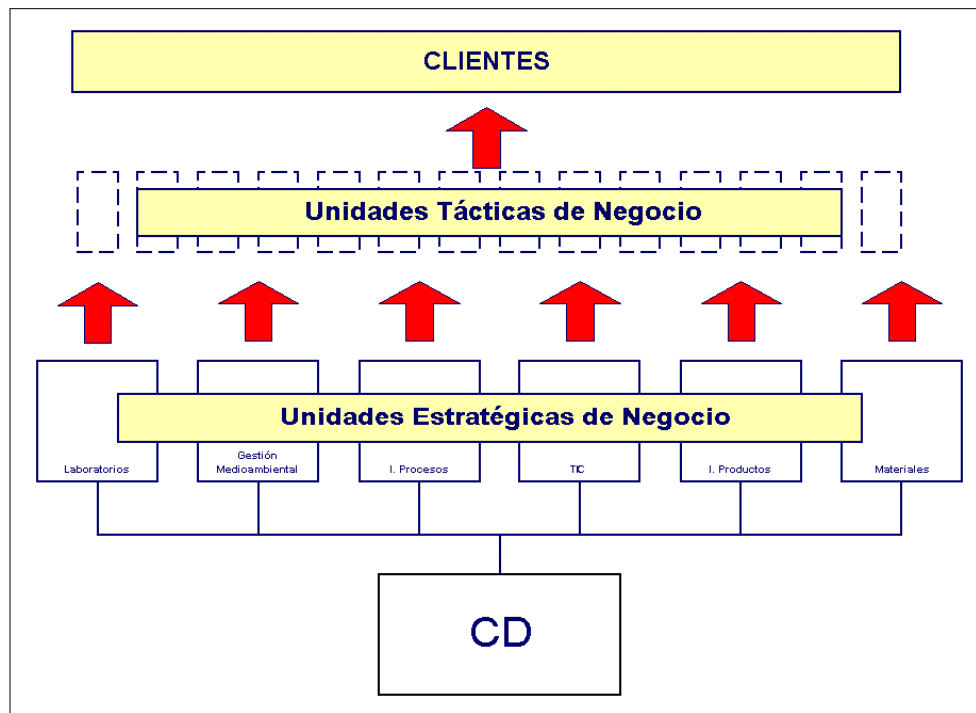 CLIENTES
Unidades Tácticas de Negocio
Unidades Estratégicas de Negocio
Laboratorios
Gestión
Medioambiental
I. Procesos
TIC
I. Productos
Materiales
CD